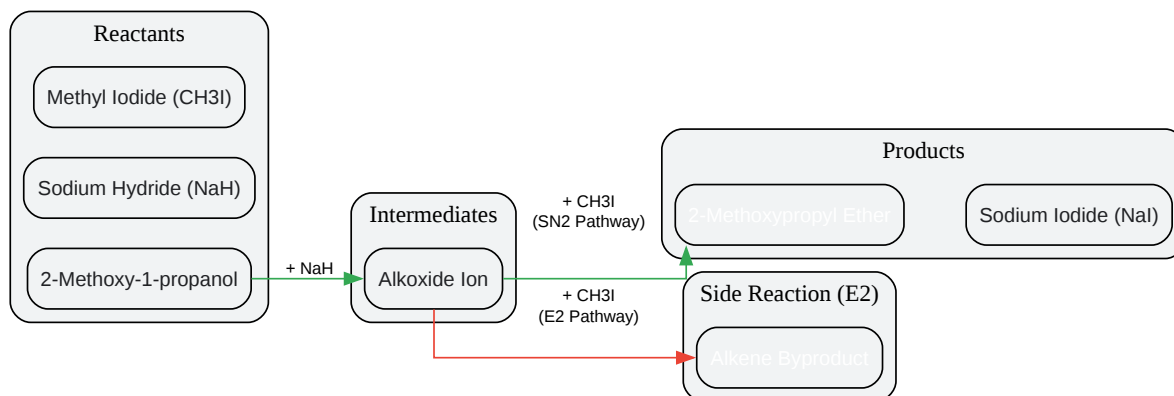 Reactants
Methyl Iodide (CH3I)
Sodium Hydride (NaH)
2-Methoxy-1-propanol
+ NaH
Intermediates
Alkoxide Ion
+ CH3I
(SN2 Pathway)
+ CH3I
(E2 Pathway)
Products
2-Methoxypropyl Ether
Sodium Iodide (NaI)
Side Reaction (E2)
Alkene Byproduct